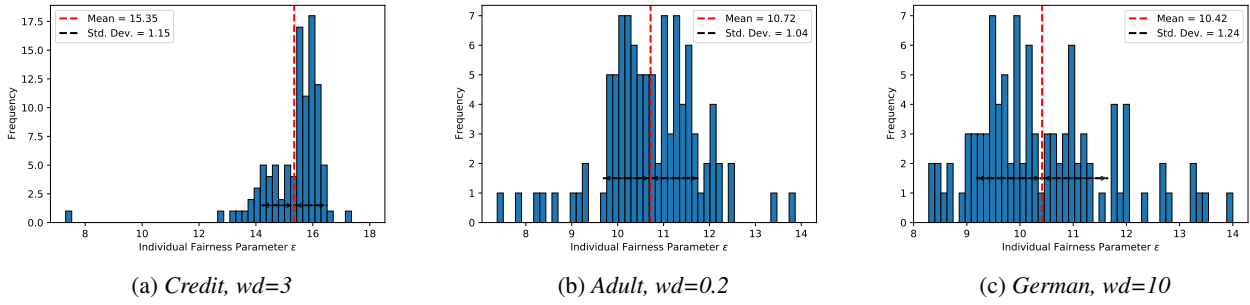 Mean = 15.35
Std. Dev. = 1.15
17.5
15.0
12.5
10.0
7.5
5.0
2.5
0.0
Frequency
8 10 12 14 16 18
Individual Fairness Parameter ε
(a) Credit, wd=3
Mean = 10.72
Std. Dev. = 1.04
7
6
5
4
3
2
1
0
Frequency
8 9 10 11 12 13 14
Individual Fairness Parameter ε
(b) Adult, wd=0.2
Mean = 10.42
Std. Dev. = 1.24
8
7
6
5
4
3
2
1
0
Frequency
8 9 10 11 12 13 14
Individual Fairness Parameter ε
(c) German, wd=10